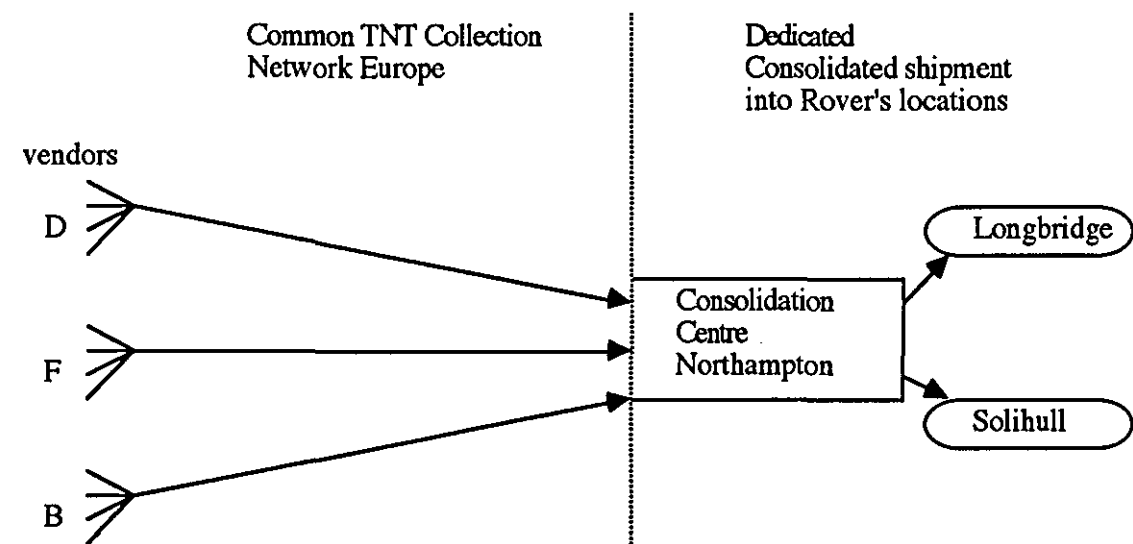 Common TNT Collection
Network Europe
Dedicated
Consolidated shipment
into Rover's locations
vendors
D
F
B
Consolidation
Centre
Northampton
Longbridge
Solihull